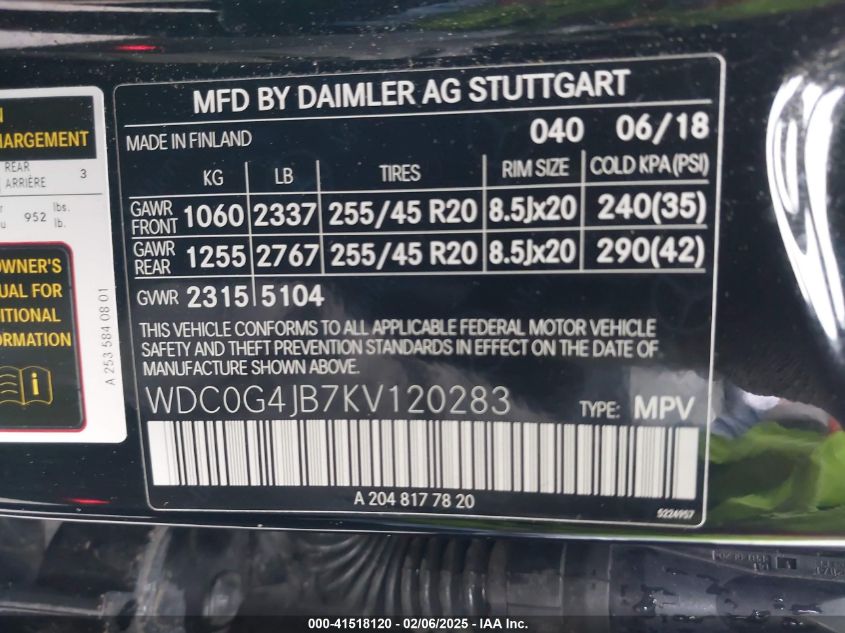 N
HARGEMENT
REAR
ARRIÈRE 3
952 lbs.
lb.
OWNER'S
UAL FOR
ITIONAL
ORMATION
A 253 584 08 01
MFD BY DAIMLER AG STUTTGART
MADE IN FINLAND 040 06/18
KG LB TIRES RIM SIZE COLD KPA(PSI)
GAWR FRONT 1060 2337 255/45 R20 8.5Jx20 240(35)
GAWR REAR 1255 2767 255/45 R20 8.5Jx20 290(42)
GVWR 2315 5104
THIS VEHICLE CONFORMS TO ALL APPLICABLE FEDERAL MOTOR VEHICLE
SAFETY AND THEFT PREVENTION STANDARDS IN EFFECT ON THE DATE OF
MANUFACTURE SHOWN ABOVE.
WDC0G4JB7KV120283 TYPE: MPV
A 204 817 78 20
5224957
000-41518120 - 02/06/2025 - IAA Inc.